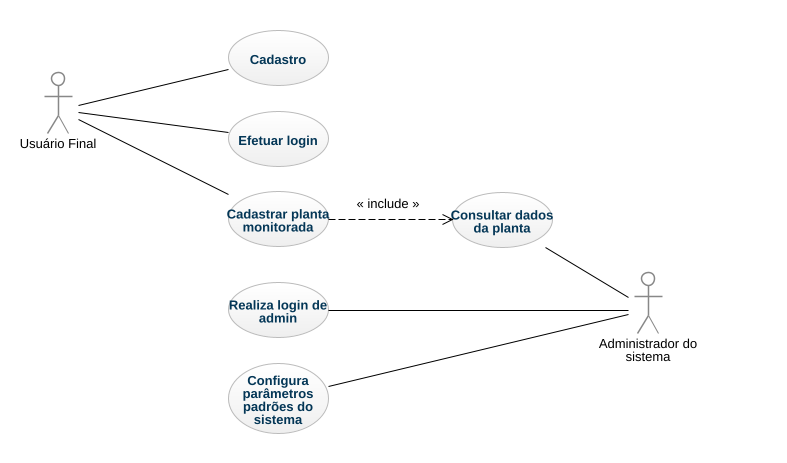 Cadastro
Usuário Final
Efetuar login
Cadastrar planta
monitorada
« include »
Consultar dados
da planta
Realiza login de
admin
Administrador do
sistema
Configura
parâmetros
padrões do
sistema